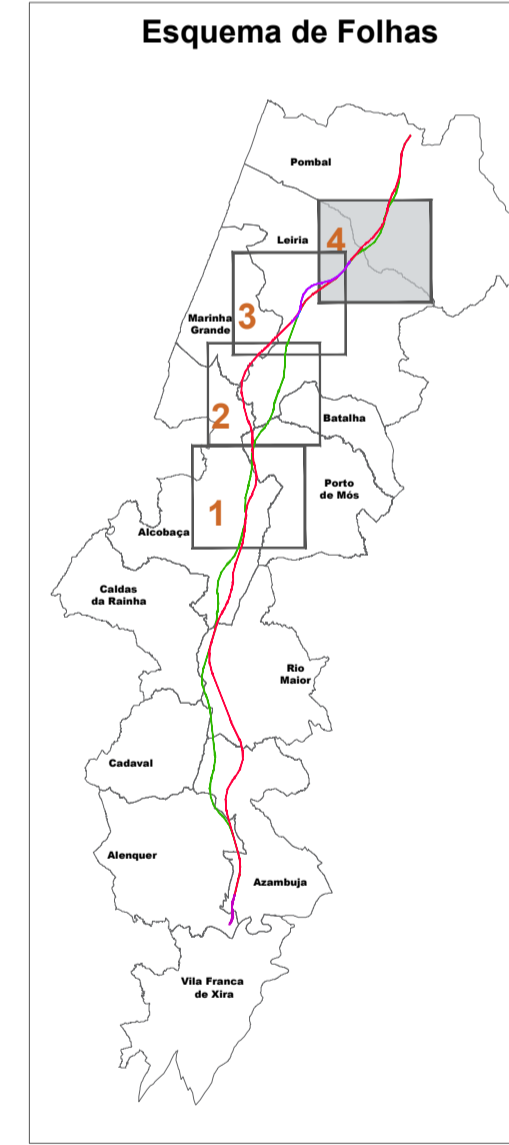 Esquema de Folhas
Pombal
Leiria
4
Marinha
Grande
3
2
Batalha
Porto
de Mós
1
Alcobaça
Caldas
da Rainha
Rio
Maior
Cadaval
Alenquer
Azambuja
Vila Franca
de Xira